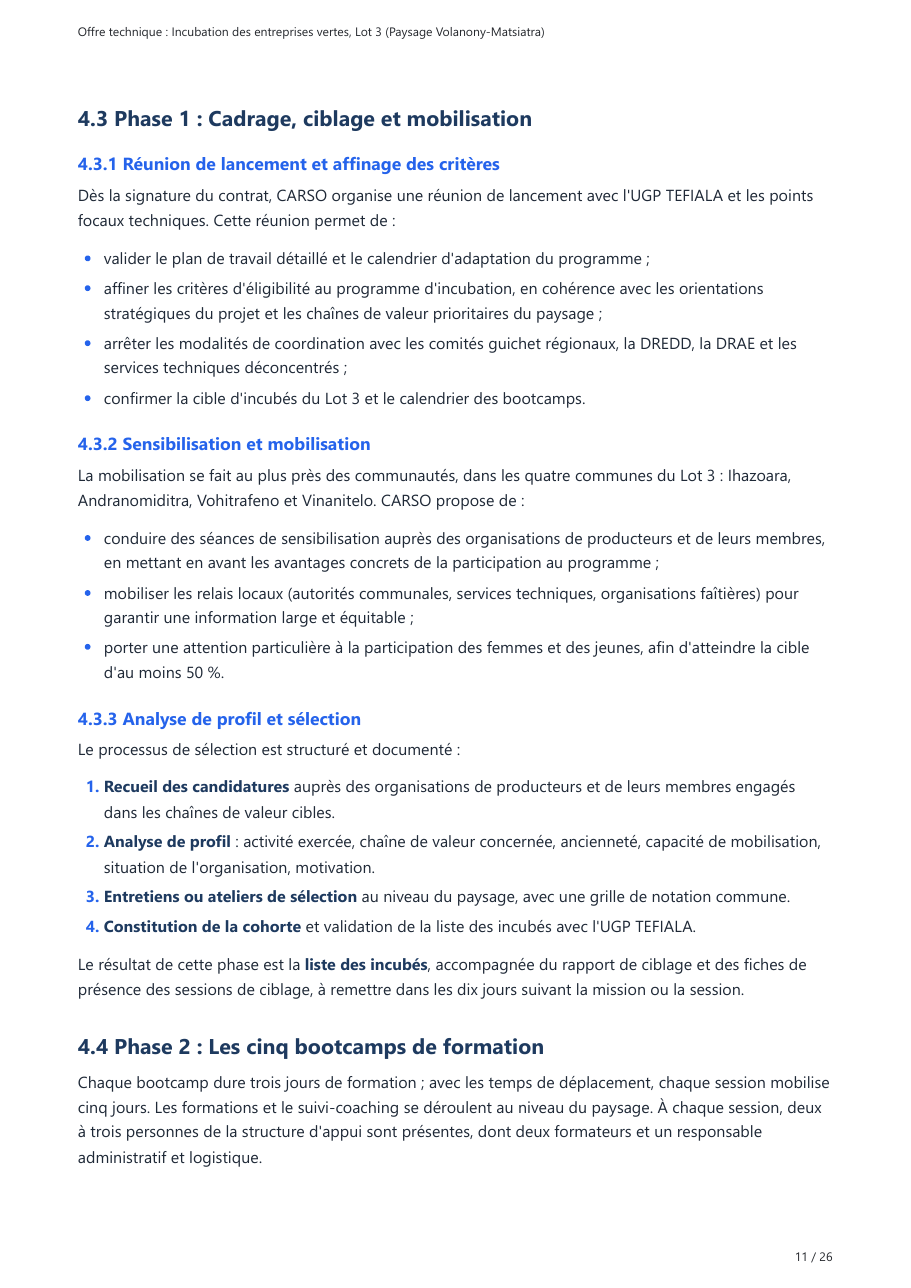 Offre technique : Incubation des entreprises vertes, Lot 3 (Paysage Volanony-Matsiatra)
4.3 Phase 1 : Cadrage, ciblage et mobilisation
4.3.1 Réunion de lancement et affinage des critères
Dès la signature du contrat, CARSO organise une réunion de lancement avec l'UGP TEFIALA et les points
focaux techniques. Cette réunion permet de :
• valider le plan de travail détaillé et le calendrier d'adaptation du programme ;
• affiner les critères d'éligibilité au programme d'incubation, en cohérence avec les orientations
stratégiques du projet et les chaînes de valeur prioritaires du paysage ;
• arrêter les modalités de coordination avec les comités guichet régionaux, la DREDD, la DRAE et les
services techniques déconcentrés ;
• confirmer la cible d'incubés du Lot 3 et le calendrier des bootcamps.
4.3.2 Sensibilisation et mobilisation
La mobilisation se fait au plus près des communautés, dans les quatre communes du Lot 3 : Ihazoara,
Andranomiditra, Vohitrafeno et Vinanitelo. CARSO propose de :
• conduire des séances de sensibilisation auprès des organisations de producteurs et de leurs membres,
en mettant en avant les avantages concrets de la participation au programme ;
• mobiliser les relais locaux (autorités communales, services techniques, organisations faîtières) pour
garantir une information large et équitable ;
• porter une attention particulière à la participation des femmes et des jeunes, afin d'atteindre la cible
d'au moins 50 %.
4.3.3 Analyse de profil et sélection
Le processus de sélection est structuré et documenté :
1. Recueil des candidatures auprès des organisations de producteurs et de leurs membres engagés
dans les chaînes de valeur cibles.
2. Analyse de profil : activité exercée, chaîne de valeur concernée, ancienneté, capacité de mobilisation,
situation de l'organisation, motivation.
3. Entretiens ou ateliers de sélection au niveau du paysage, avec une grille de notation commune.
4. Constitution de la cohorte et validation de la liste des incubés avec l'UGP TEFIALA.
Le résultat de cette phase est la liste des incubés, accompagnée du rapport de ciblage et des fiches de
présence des sessions de ciblage, à remettre dans les dix jours suivant la mission ou la session.
4.4 Phase 2 : Les cinq bootcamps de formation
Chaque bootcamp dure trois jours de formation ; avec les temps de déplacement, chaque session mobilise
cinq jours. Les formations et le suivi-coaching se déroulent au niveau du paysage. À chaque session, deux
à trois personnes de la structure d'appui sont présentes, dont deux formateurs et un responsable
administratif et logistique.
11 / 26